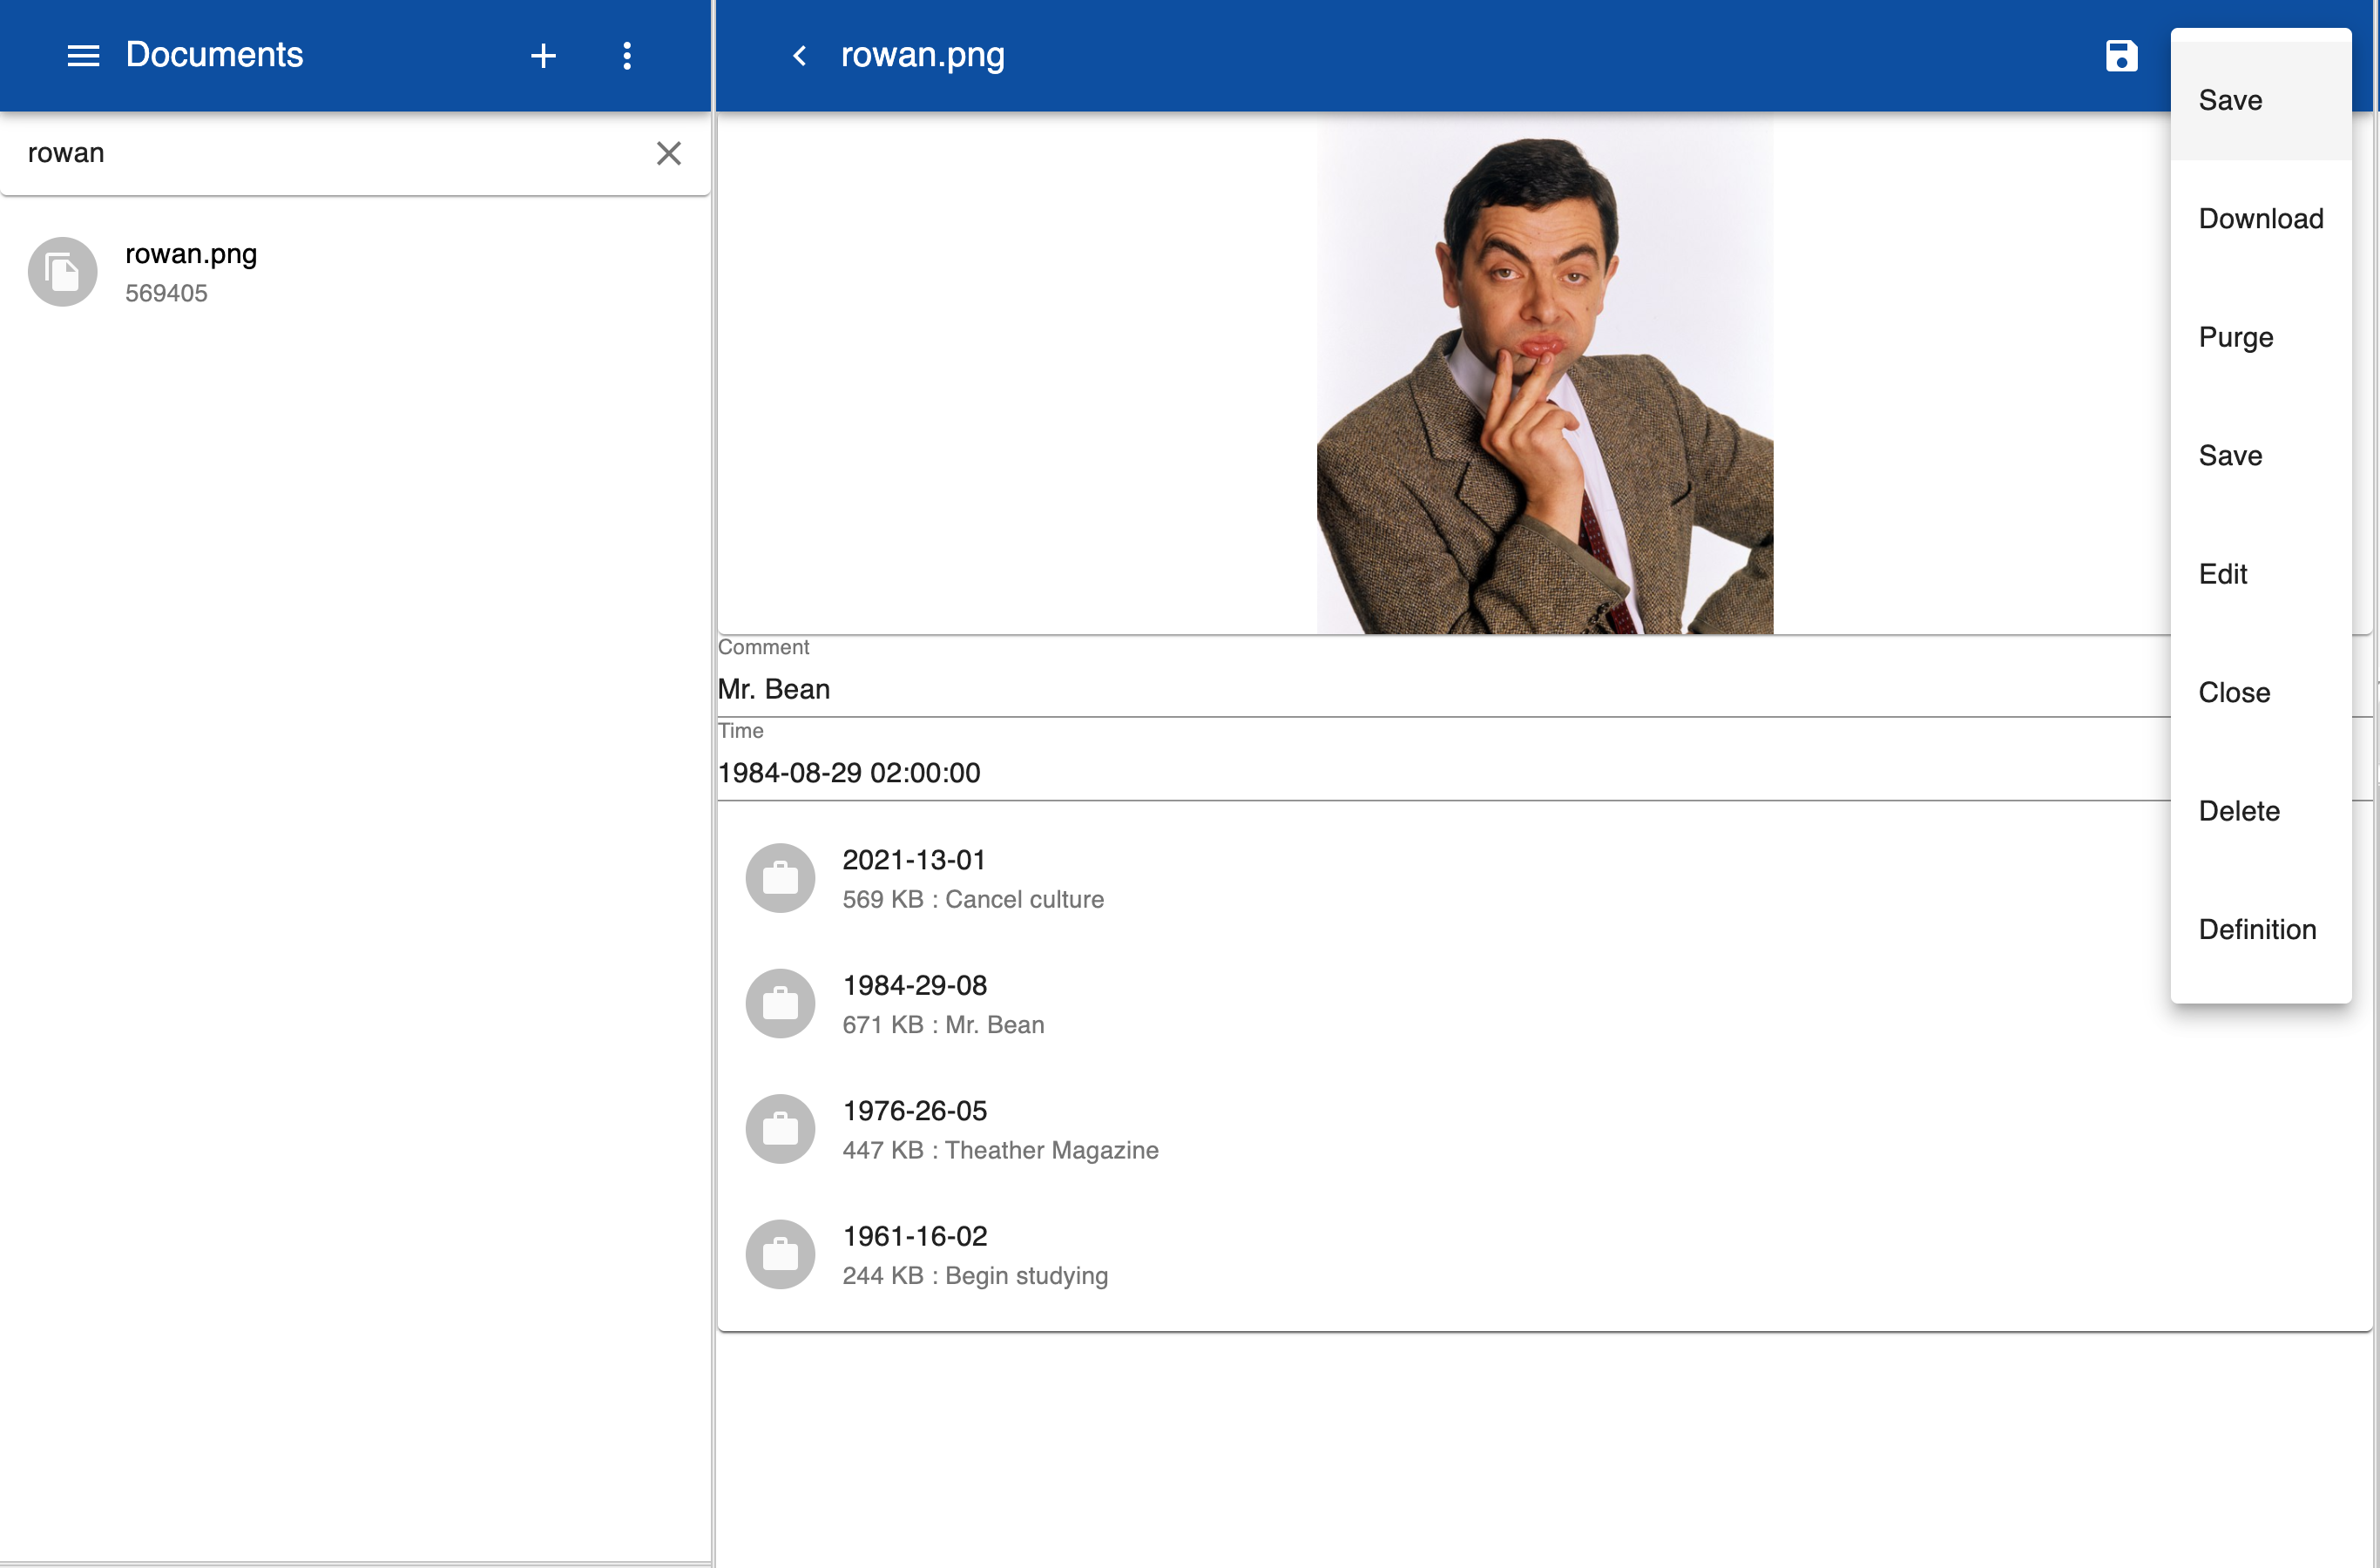 Documents
rowan
rowan.png
569405
rowan.png
Comment
Mr. Bean
Time
1984-08-29 02:00:00
2021-13-01
569 KB : Cancel culture
1984-29-08
671 KB : Mr. Bean
1976-26-05
447 KB : Theather Magazine
1961-16-02
244 KB : Begin studying
Save
Download
Purge
Save
Edit
Close
Delete
Definition